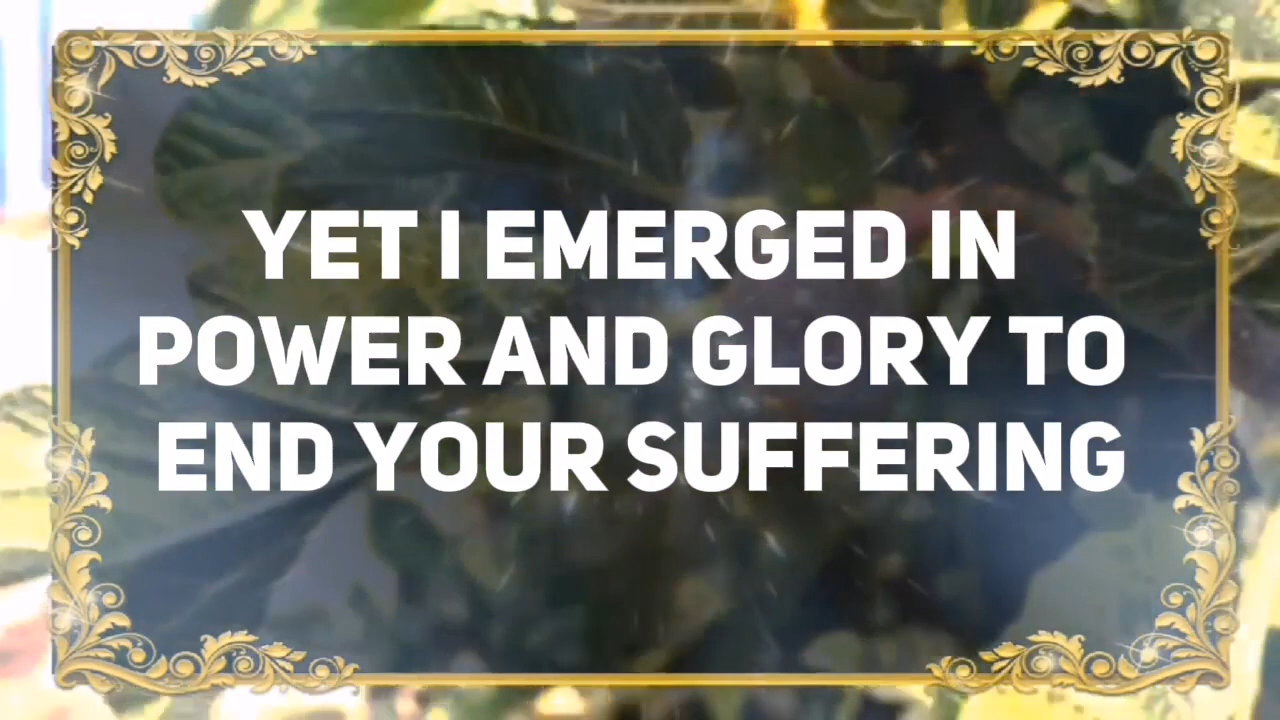 YET I EMERGED IN
POWER AND GLORY TO
END YOUR SUFFERING